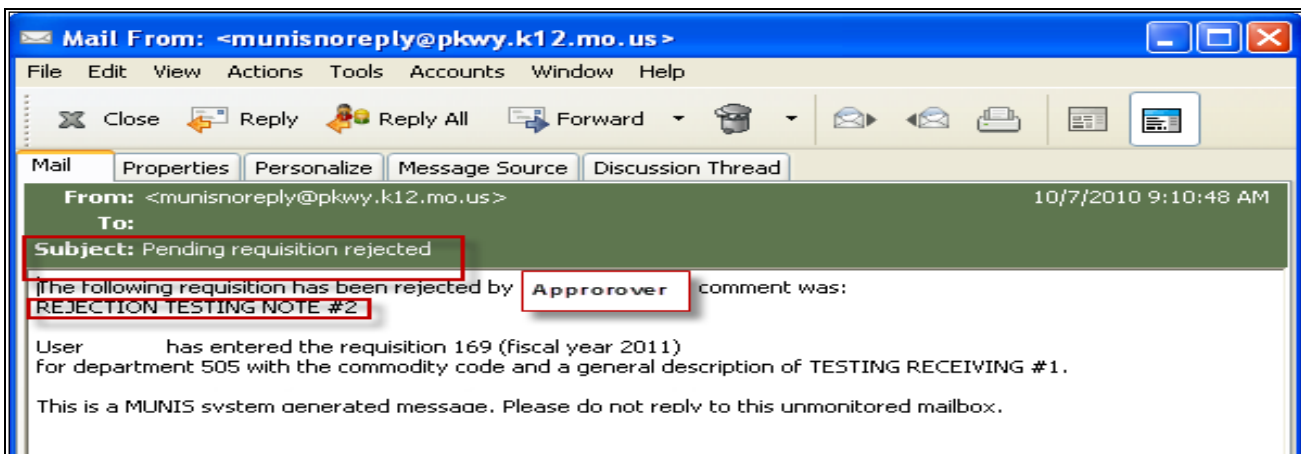 Mail From: <munisnoreply@pkwy.k12.mo.us>
File Edit View Actions Tools Accounts Window Help
Close Reply Reply All Forward
Mail Properties Personalize Message Source Discussion Thread
From: <munisnoreply@pkwy.k12.mo.us> 10/7/2010 9:10:48 AM
To:
Subject: Pending requisition rejected
The following requisition has been rejected by Approrover comment was:
REJECTION TESTING NOTE #2
User has entered the requisition 169 (fiscal year 2011)
for department 505 with the commodity code and a general description of TESTING RECEIVING #1.
This is a MUNIS system generated message. Please do not reply to this unmonitored mailbox.